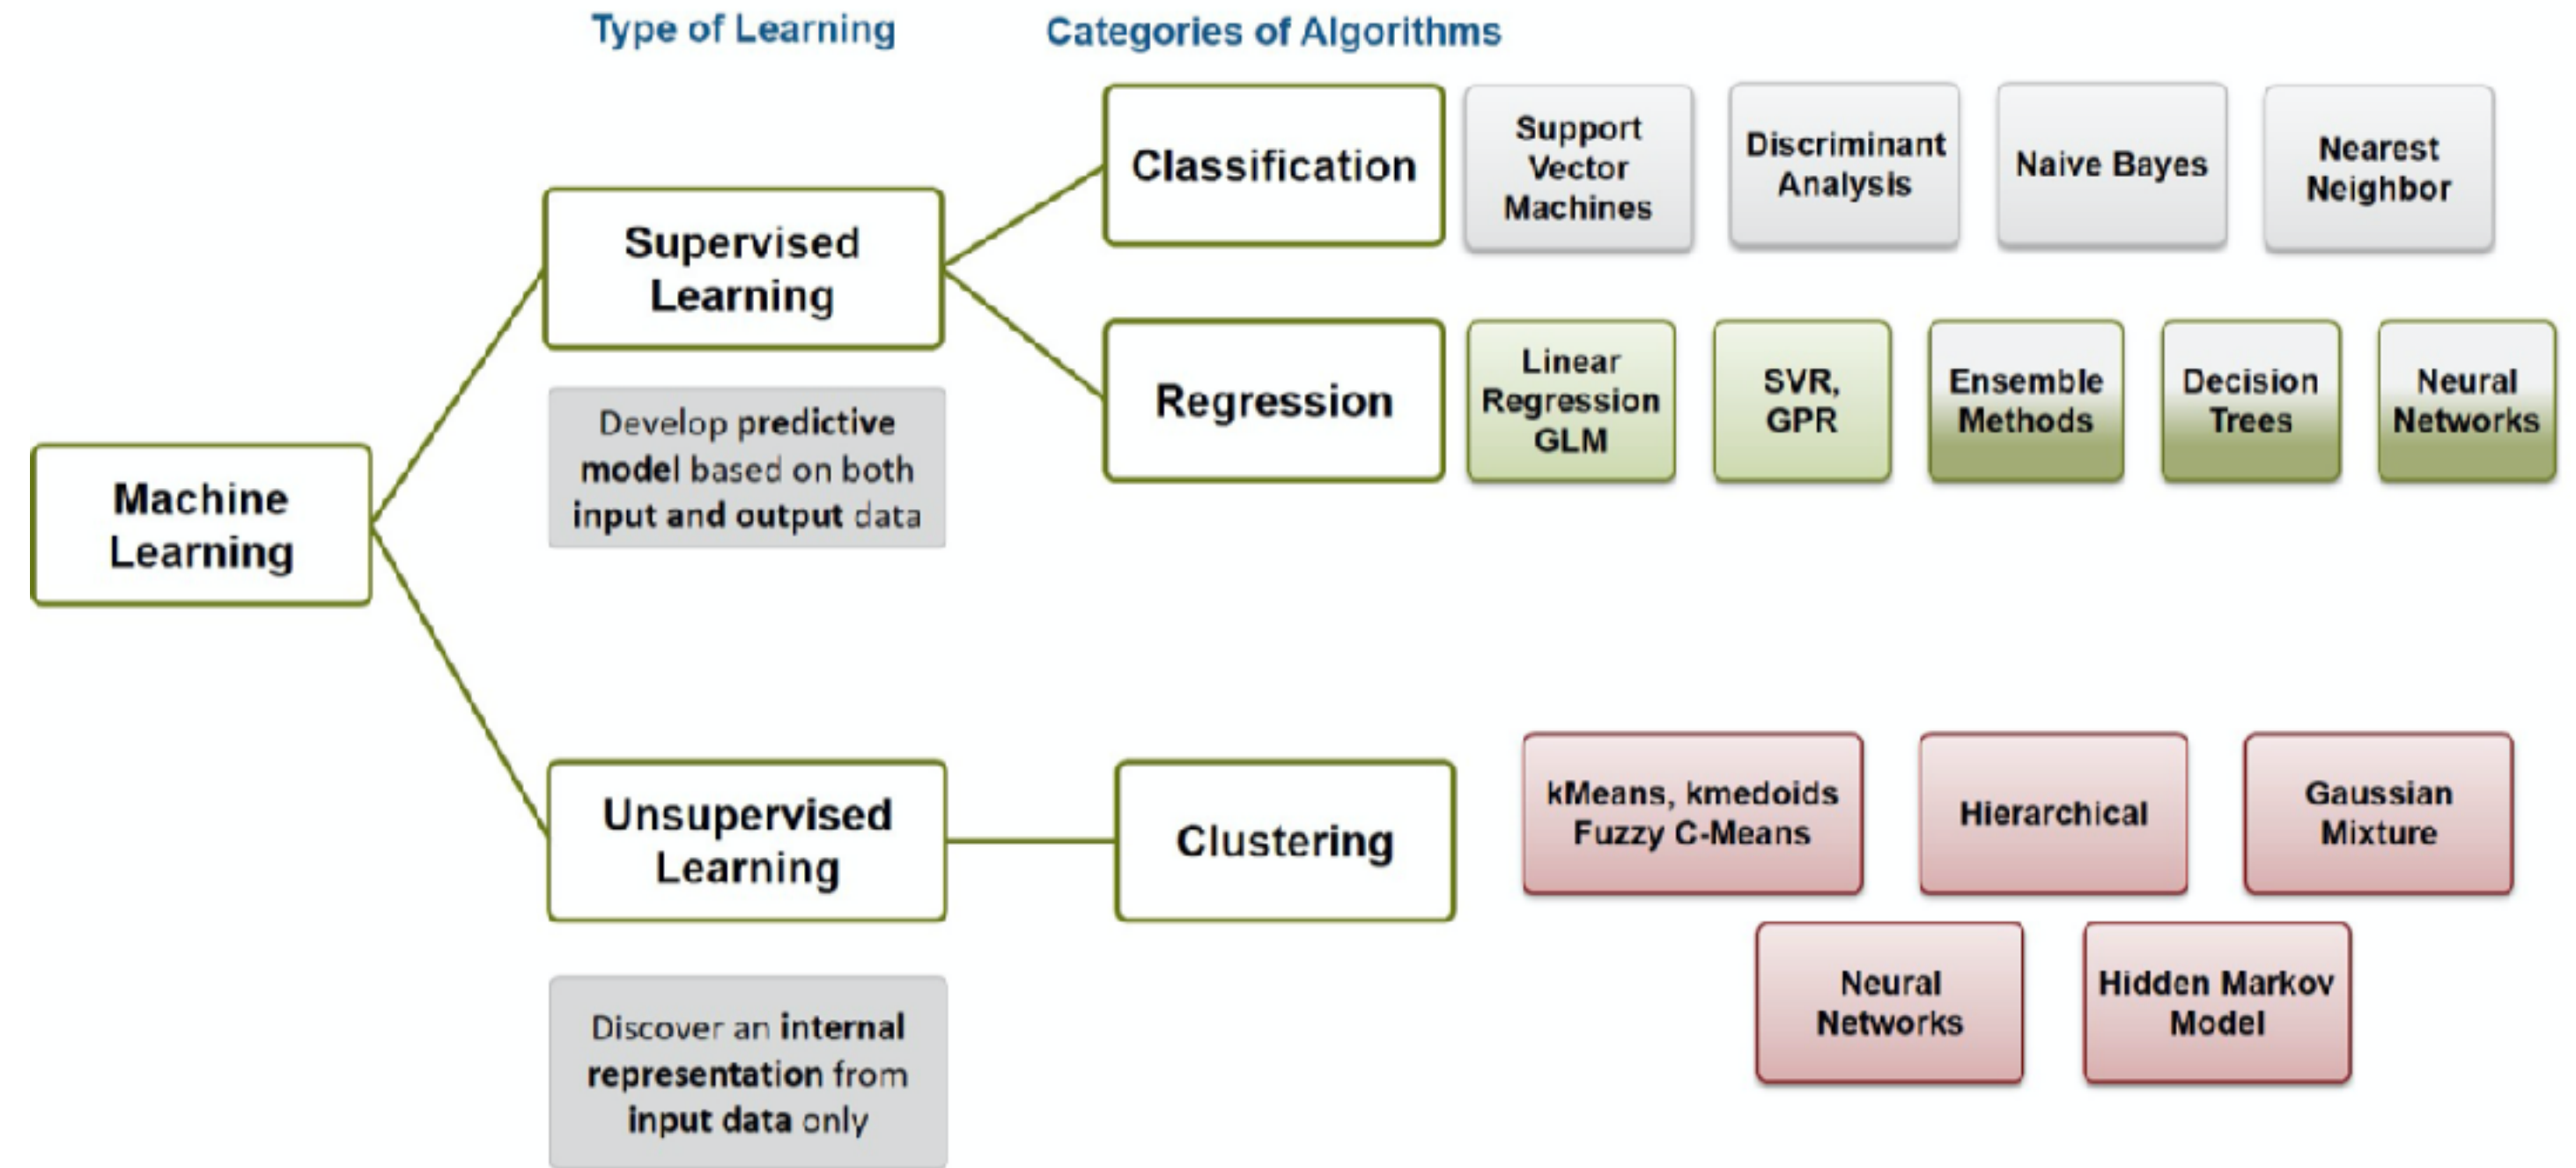 Type of Learning
Categories of Algorithms
Machine
Learning
Supervised
Learning
Develop predictive
model based on both
input and output data
Classification
Support
Vector
Machines
Discriminant
Analysis
Naive Bayes
Nearest
Neighbor
Regression
Linear
Regression
GLM
SVR,
GPR
Ensemble
Methods
Decision
Trees
Neural
Networks
Unsupervised
Learning
Discover an internal
representation from
input data only
Clustering
kMeans, kmedoids
Fuzzy C-Means
Hierarchical
Gaussian
Mixture
Neural
Networks
Hidden Markov
Model